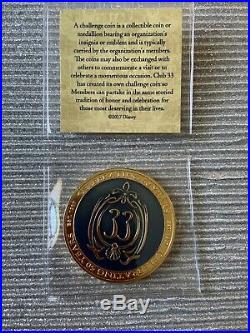 A challenge coin is a collectible coin or
medallion bearing an organization's
insignia or emblem and is typically
carried by the organization's members.
The coins may also be exchanged with
others to commemorate a visit or to
celebrate a momentous occasion. Club 33
has created its own challenge coin so
Members can partake in the same storied
tradition of honor and celebration for
those most deserving in their lives.
©2017 Disney
33